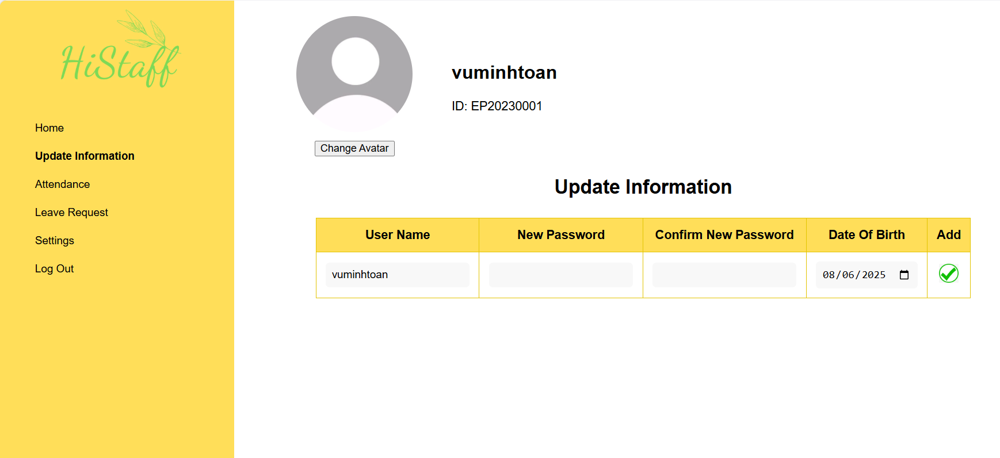 HiStaff
Home
Update Information
Attendance
Leave Request
Settings
Log Out
vuminhtoan
ID: EP20230001
Change Avatar
Update Information
User Name New Password Confirm New Password Date Of Birth Add
vuminhtoan 08/06/2025